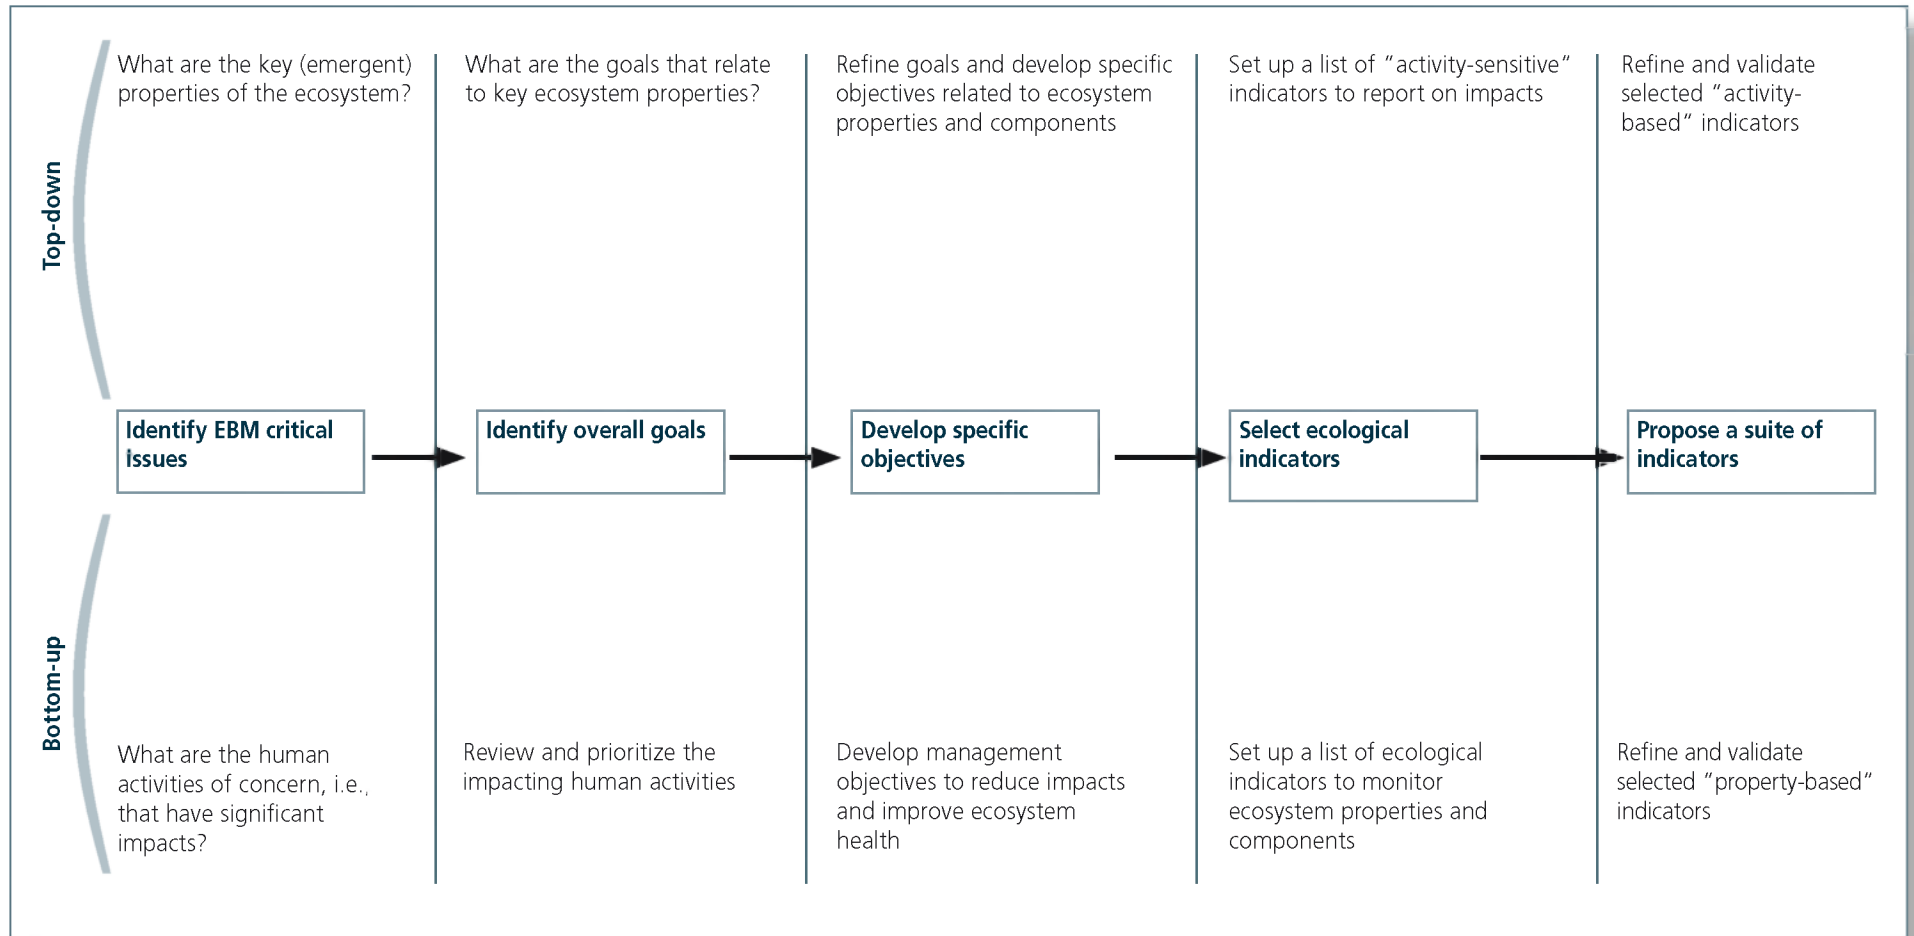 Top-down
What are the key (emergent)
properties of the ecosystem?
What are the goals that relate
to key ecosystem properties?
Refine goals and develop specific
objectives related to ecosystem
properties and components
Set up a list of “activity-sensitive”
indicators to report on impacts
Refine and validate
selected “activity-
based” indicators
Identify EBM critical
issues
Identify overall goals
Develop specific
objectives
Select ecological
indicators
Propose a suite of
indicators
Bottom-up
What are the human
activities of concern, i.e.,
that have significant
impacts?
Review and prioritize the
impacting human activities
Develop management
objectives to reduce impacts
and improve ecosystem
health
Set up a list of ecological
indicators to monitor
ecosystem properties and
components
Refine and validate
selected “property-based”
indicators